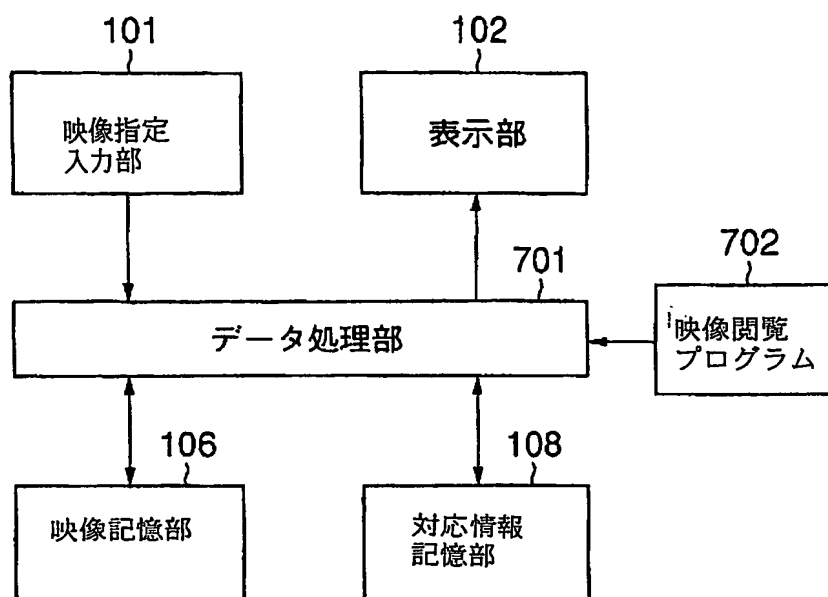 101
映像指定
入力部
102
表示部
701
データ処理部
702
映像閲覧
プログラム
106
映像記憶部
108
対応情報
記憶部